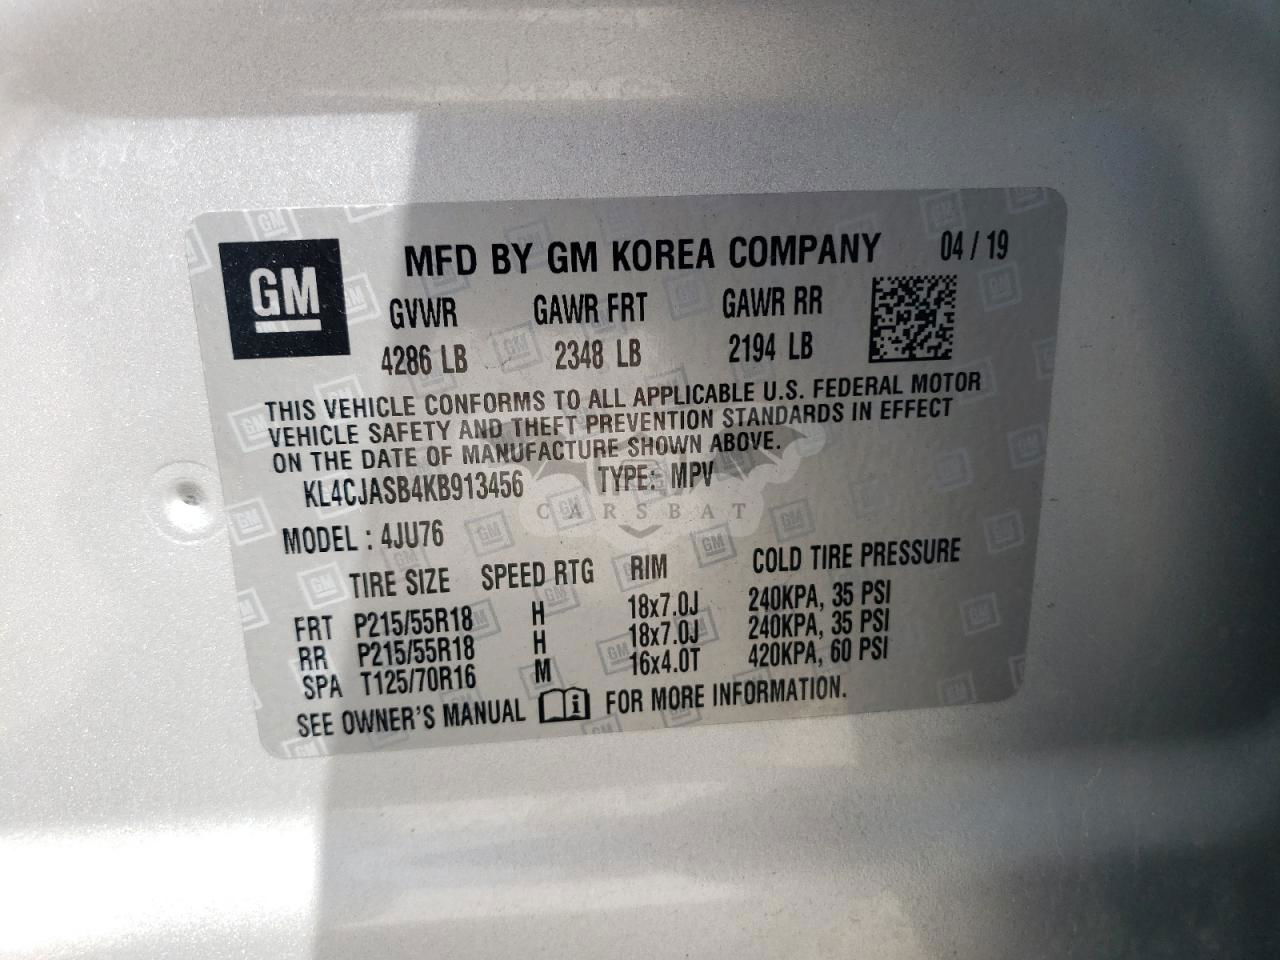 GM
MFD BY GM KOREA COMPANY 04 / 19
GVWR GAWR FRT GAWR RR
4286 LB 2348 LB 2194 LB
THIS VEHICLE CONFORMS TO ALL APPLICABLE U.S. FEDERAL MOTOR
VEHICLE SAFETY AND THEFT PREVENTION STANDARDS IN EFFECT
ON THE DATE OF MANUFACTURE SHOWN ABOVE.
KL4CJASB4KB913456 TYPE: MPV
CARSBAT
MODEL : 4JU76
TIRE SIZE SPEED RTG RIM COLD TIRE PRESSURE
FRT P215/55R18 H 18x7.0J 240KPA, 35 PSI
RR P215/55R18 H 18x7.0J 240KPA, 35 PSI
SPA T125/70R16 M 16x4.0T 420KPA, 60 PSI
SEE OWNER'S MANUAL i FOR MORE INFORMATION.